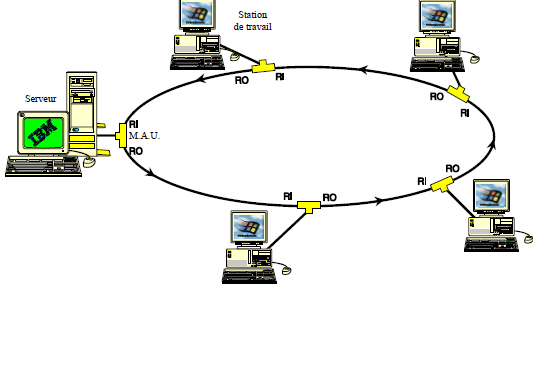 Station
de travail
Serveur
IBM
RI
M.A.U.
RO
RO
RI
RO
RI
RI
RO
RI
RO